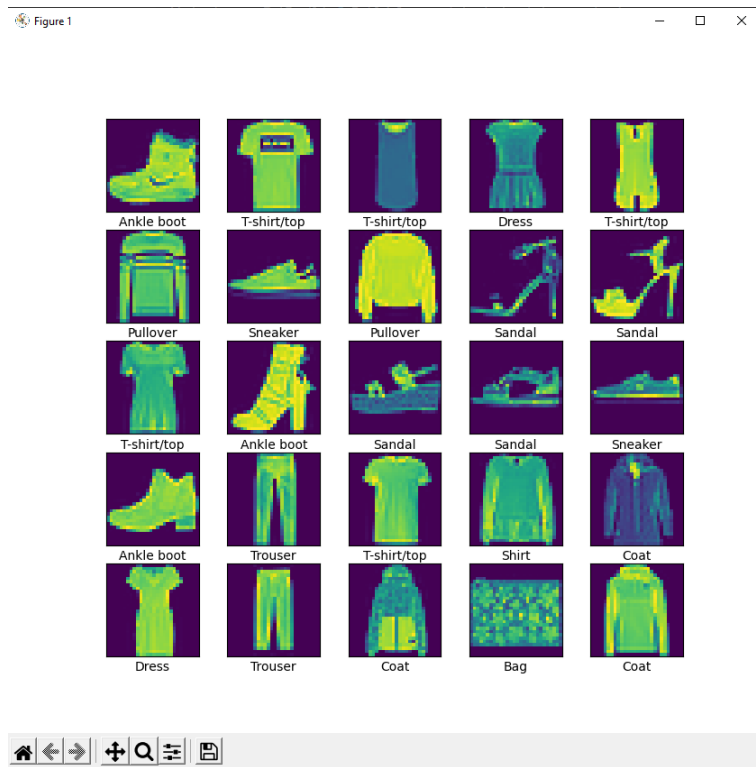 Figure 1
Ankle boot T-shirt/top T-shirt/top Dress T-shirt/top
Pullover Sneaker Pullover Sandal Sandal
T-shirt/top Ankle boot Sandal Sandal Sneaker
Ankle boot Trouser T-shirt/top Shirt Coat
Dress Trouser Coat Bag Coat